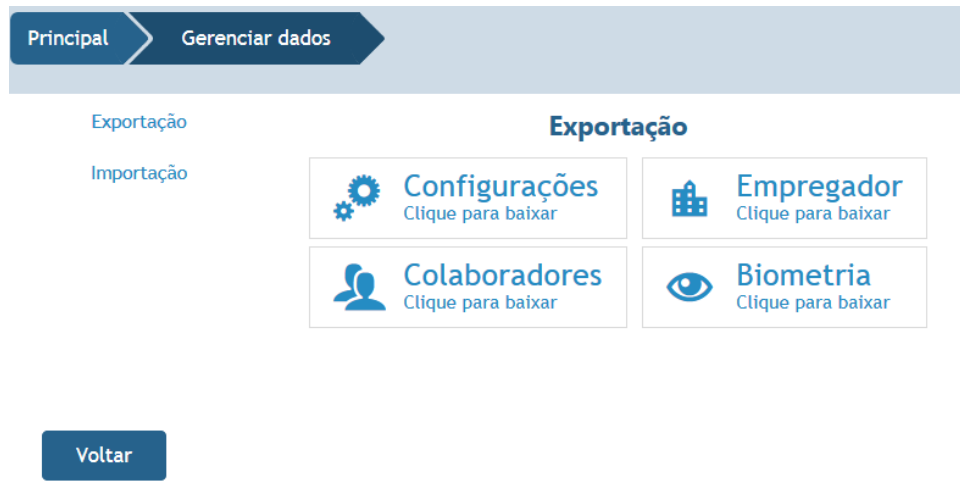 Principal Gerenciar dados
Exportação
Importação
Exportação
Configurações
Clique para baixar
Empregador
Clique para baixar
Colaboradores
Clique para baixar
Biometria
Clique para baixar
Voltar